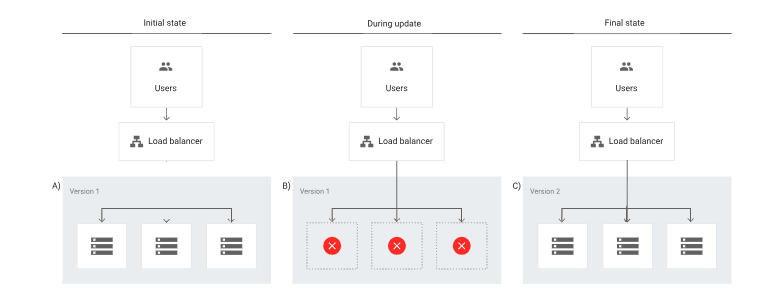 Initial state
During update
Final state
Users
Users
Users
Load balancer
Load balancer
Load balancer
A)
Version 1
B)
Version 1
C)
Version 2